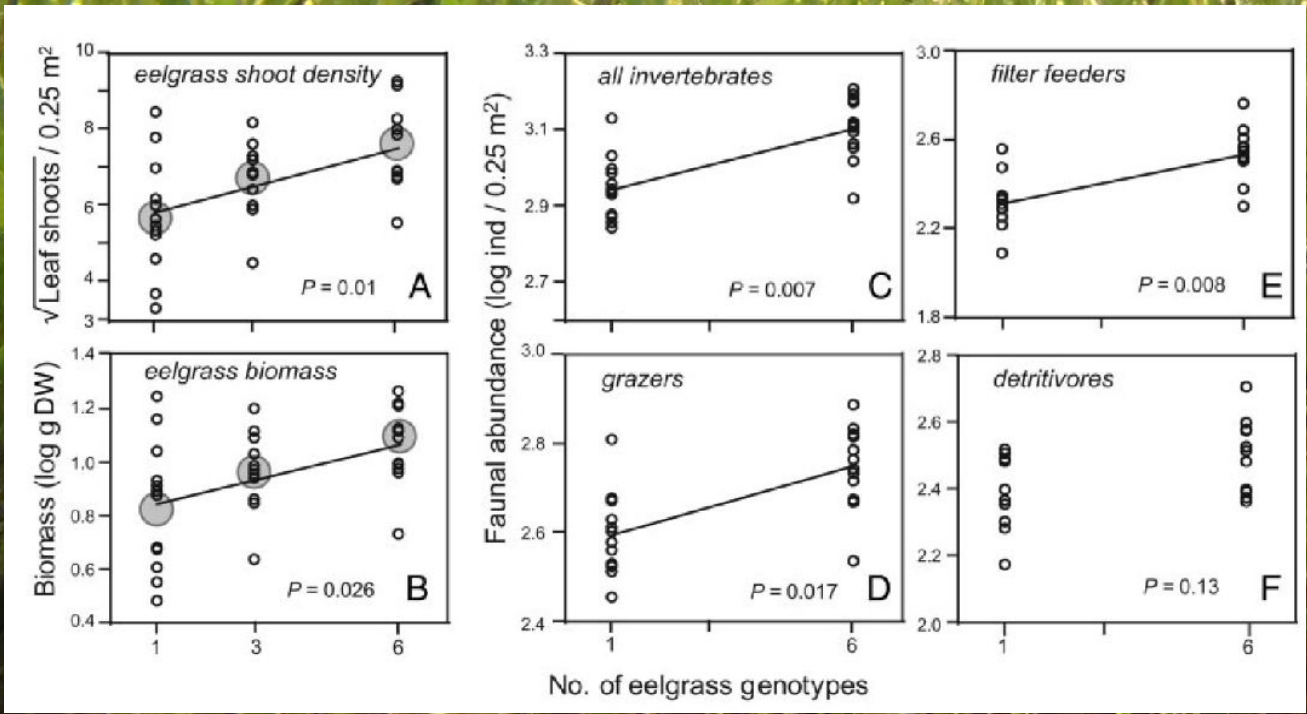 √Leaf shoots / 0.25 m²
10
8
6
4
3
eelgrass shoot density
P = 0.01
A
Biomass (log g DW)
1.4
1.2
1.0
0.8
0.6
0.4
eelgrass biomass
P = 0.026
B
1
3
6
Faunal abundance (log ind / 0.25 m²)
3.3
3.1
2.9
2.7
all invertebrates
P = 0.007
C
3.0
2.8
2.6
2.4
grazers
P = 0.017
D
1
6
3.0
2.6
2.2
1.8
filter feeders
P = 0.008
E
2.8
2.6
2.4
2.2
2.0
detritivores
P = 0.13
F
1
6
No. of eelgrass genotypes